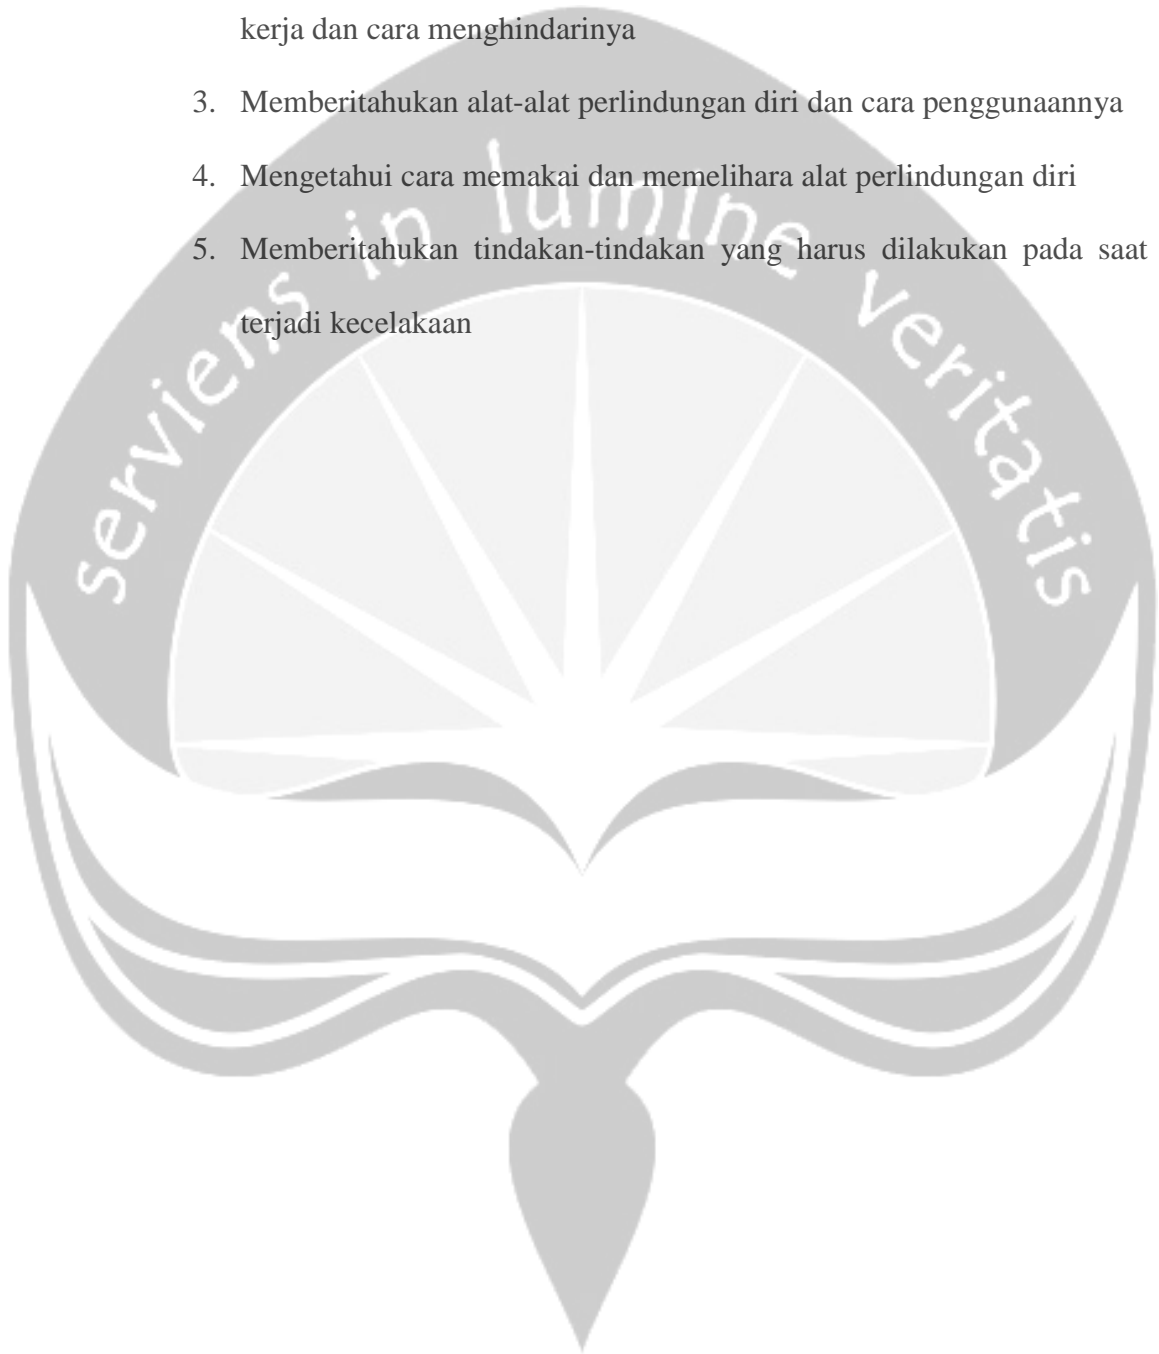 kerja dan cara menghindarinya
3. Memberitahukan alat-alat perlindungan diri dan cara penggunaannya
4. Mengetahui cara memakai dan memelihara alat perlindungan diri
5. Memberitahukan tindakan-tindakan yang harus dilakukan pada saat
terjadi kecelakaan
serviens in lumine veritatis